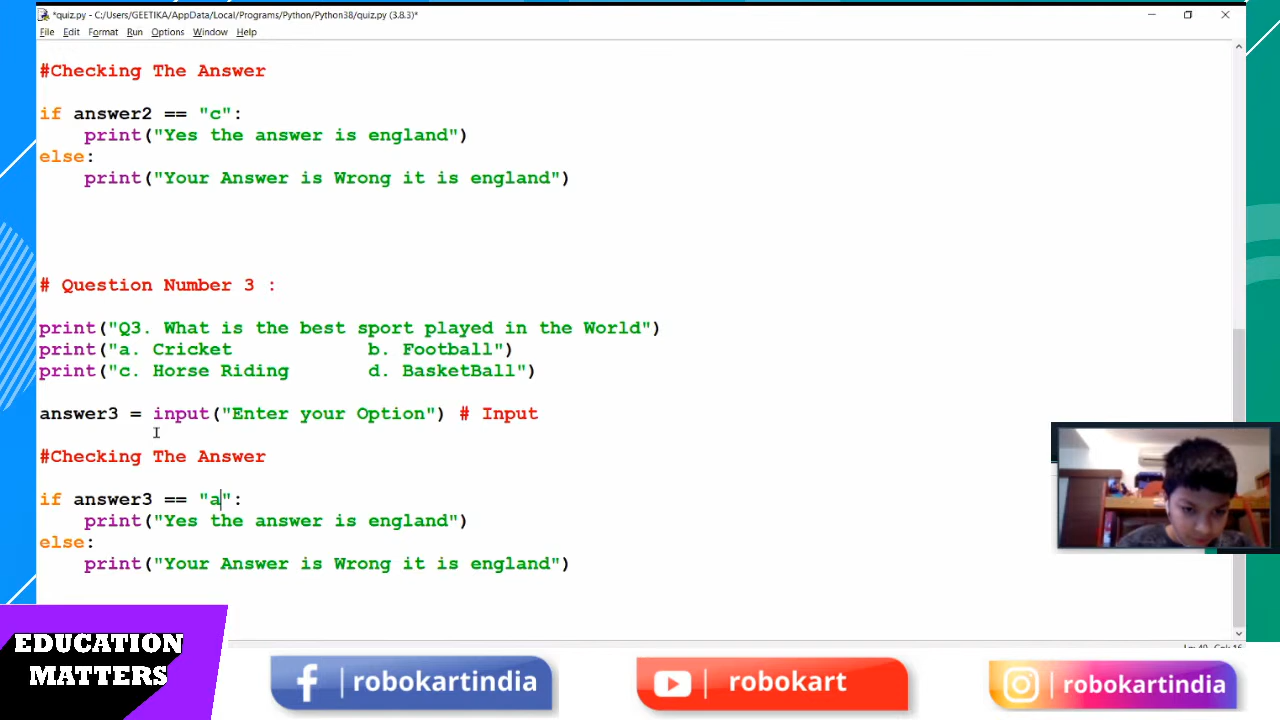 *quiz.py - C:/Users/GEETIKA/AppData/Local/Programs/Python/Python38/quiz.py (3.8.3)*
File Edit Format Run Options Window Help
#Checking The Answer
if answer2 == "c":
    print("Yes the answer is england")
else:
    print("Your Answer is Wrong it is england")
# Question Number 3 :
print("Q3. What is the best sport played in the World")
print("a. Cricket            b. Football")
print("c. Horse Riding       d. BasketBall")
answer3 = input("Enter your Option") # Input
#Checking The Answer
if answer3 == "a":
    print("Yes the answer is england")
else:
    print("Your Answer is Wrong it is england")
EDUCATION
MATTERS
robokartindia
robokart
robokartindia